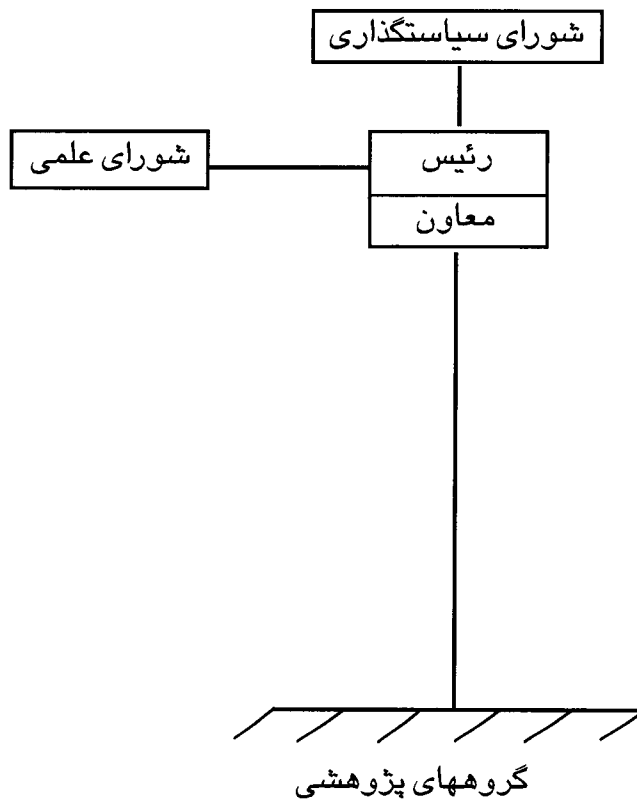 شورای سیاستگذاری
رئیس
شورای علمی
معاون
گروههای پژوهشی